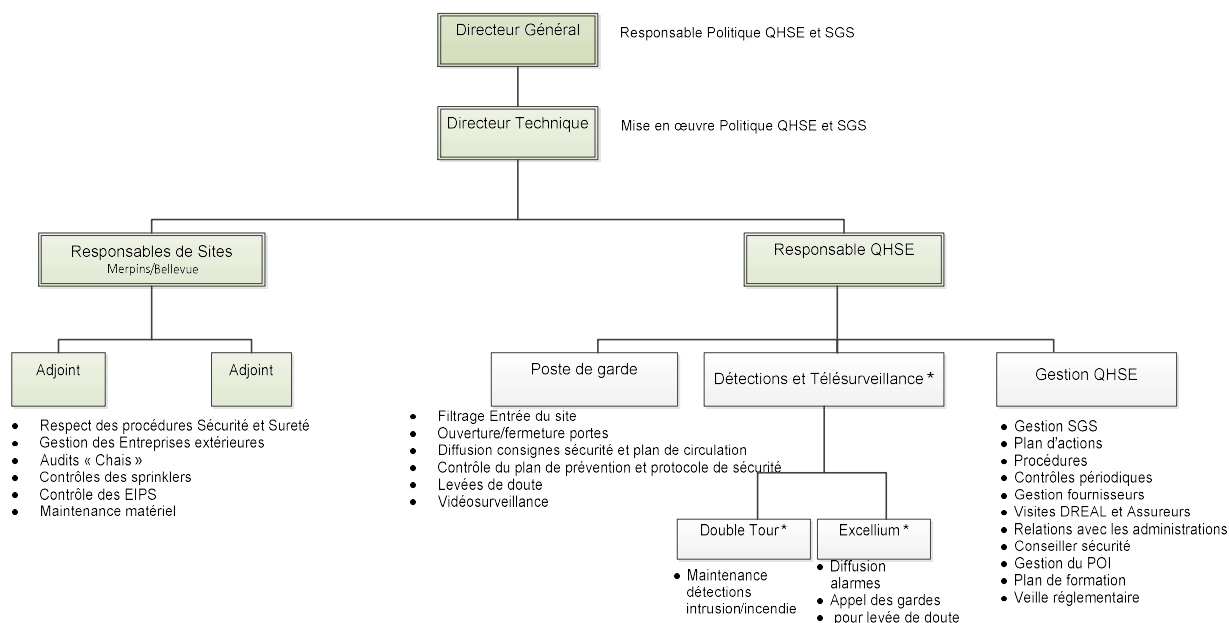 Directeur Général
Responsable Politique QHSE et SGS
Directeur Technique
Mise en œuvre Politique QHSE et SGS
Responsables de Sites
Merpins/Bellevue
Responsable QHSE
Adjoint
Adjoint
• Respect des procédures Sécurité et Sureté
• Gestion des Entreprises extérieures
• Audits « Chais »
• Contrôles des sprinklers
• Contrôle des EIPS
• Maintenance matériel
Poste de garde
• Filtrage Entrée du site
• Ouverture/fermeture portes
• Diffusion consignes sécurité et plan de circulation
• Contrôle du plan de prévention et protocole de sécurité
• Levées de doute
• Vidéosurveillance
Détections et Télésurveillance *
Double Tour *
• Maintenance
détections
intrusion/incendie
Excellium *
• Diffusion
alarmes
• Appel des gardes
• pour levée de doute
Gestion QHSE
• Gestion SGS
• Plan d'actions
• Procédures
• Contrôles périodiques
• Gestion fournisseurs
• Visites DREAL et Assureurs
• Relations avec les administrations
• Conseiller sécurité
• Gestion du POI
• Plan de formation
• Veille réglementaire